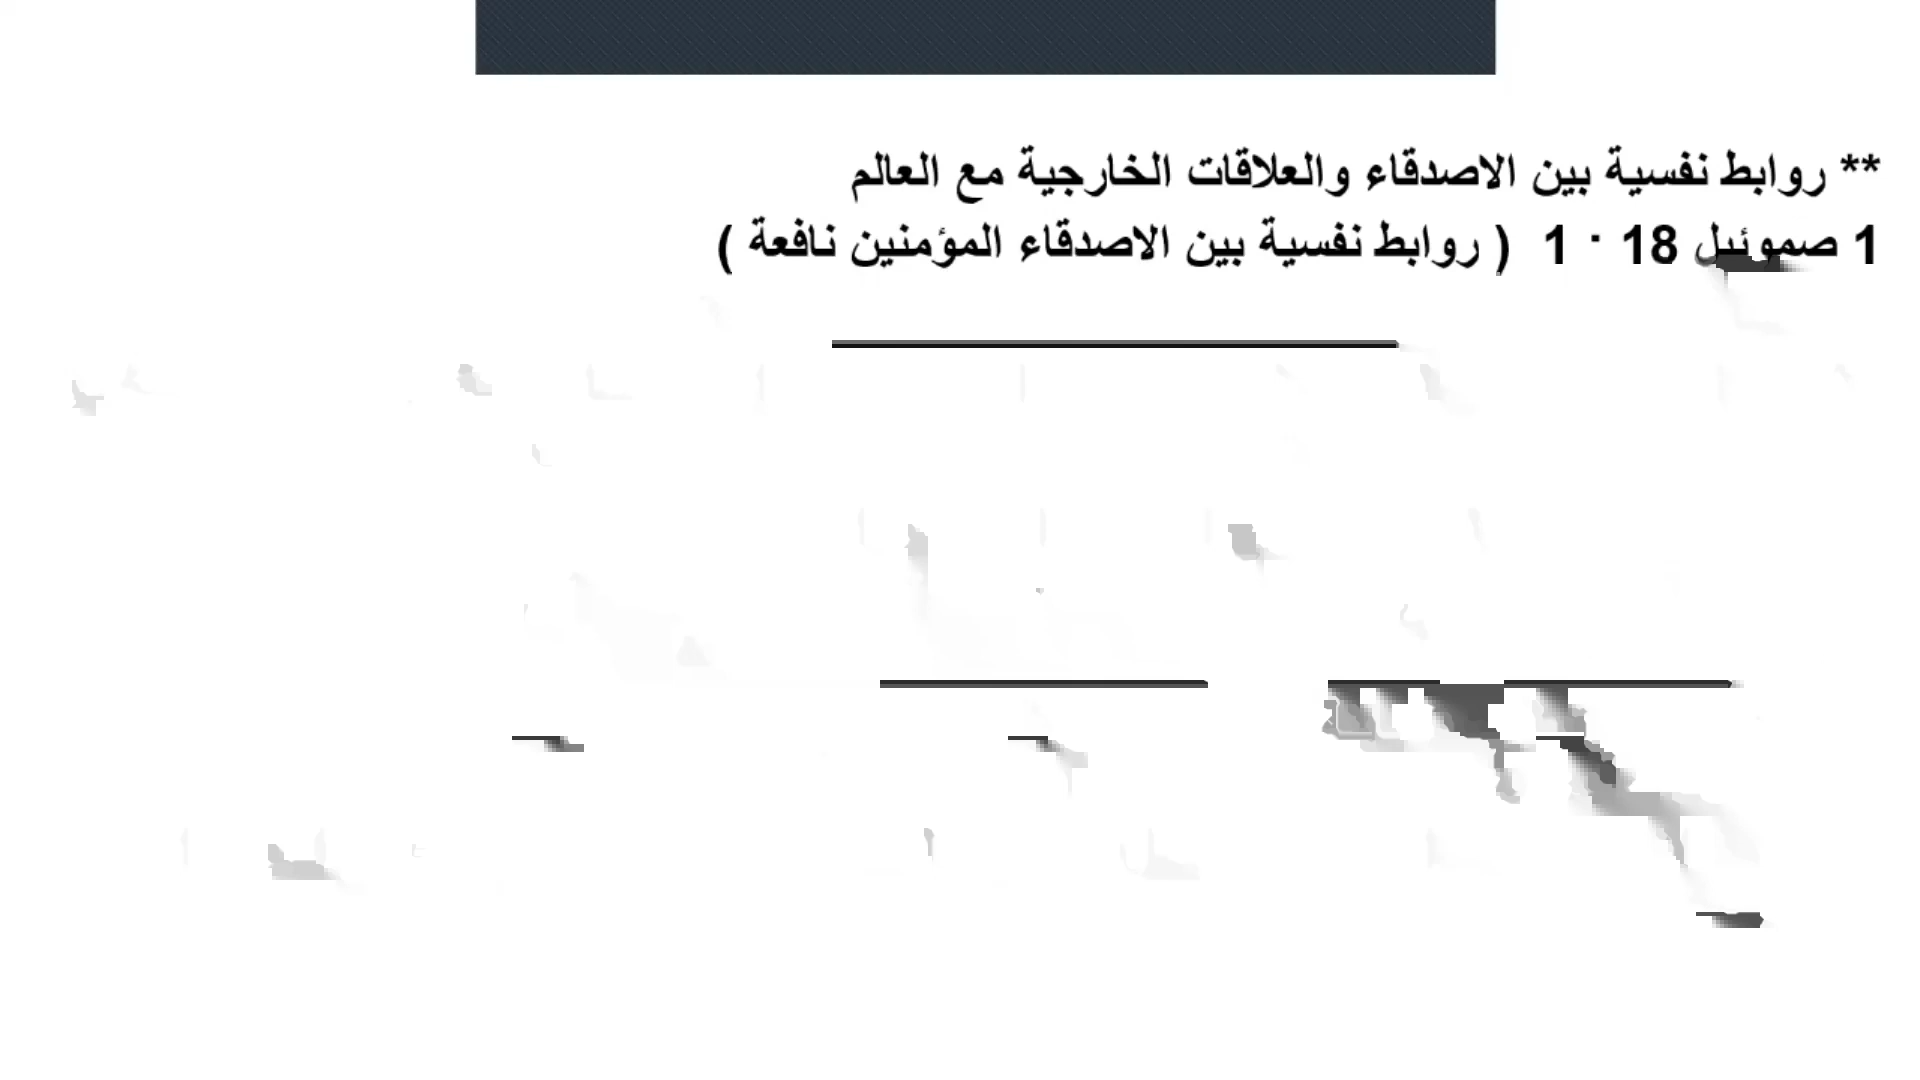 ** روابط نفسية بين الاصدقاء والعلاقات الخارجية مع العالم
1 صموئيل 18 : 1 ( روابط نفسية بين الاصدقاء المؤمنين نافعة )